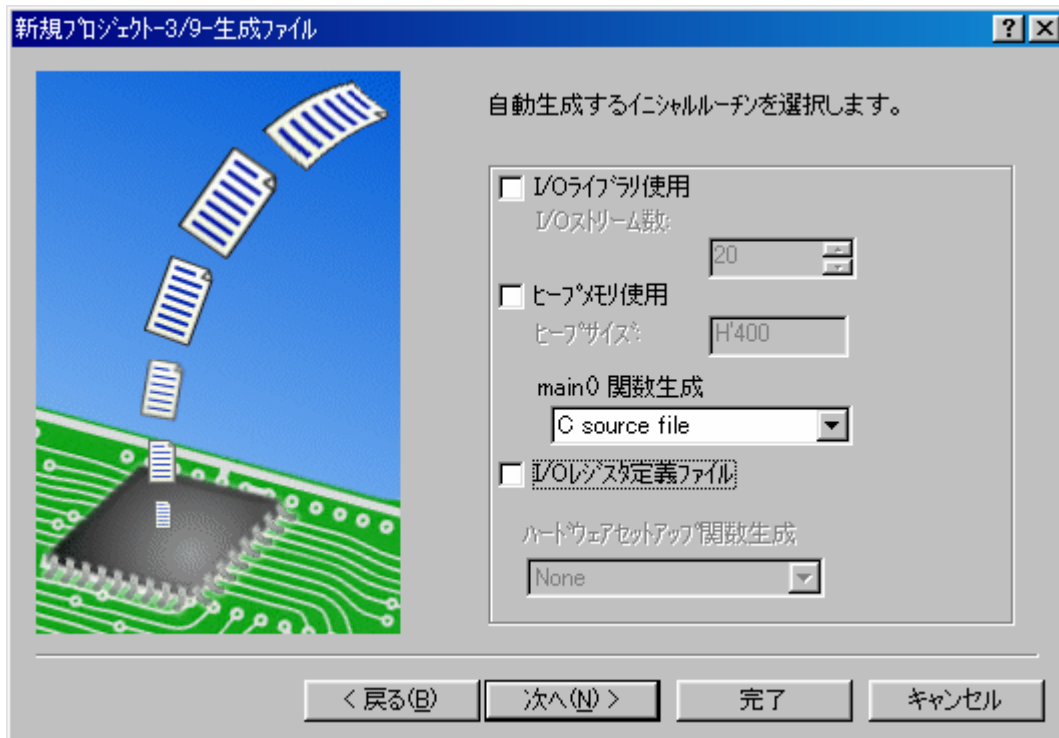 新規ﾌﾟﾛｼﾞｪｸﾄ-3/9-生成ファイル
自動生成するｲﾆｼｬﾙﾙｰﾁﾝを選択します。
I/Oﾗｲﾌﾞﾗﾘ使用
I/Oｽﾄﾘｰﾑ数:
20
ﾋｰﾌﾟﾒﾓﾘ使用
ﾋｰﾌﾟｻｲｽﾞ:
H'400
main() 関数生成
C source file
I/Oﾚｼﾞｽﾀ定義ﾌｧｲﾙ
ﾊｰﾄﾞｳｪｱｾｯﾄｱｯﾌﾟ関数生成
None
< 戻る(B)
次へ(N) >
完了
キャンセル